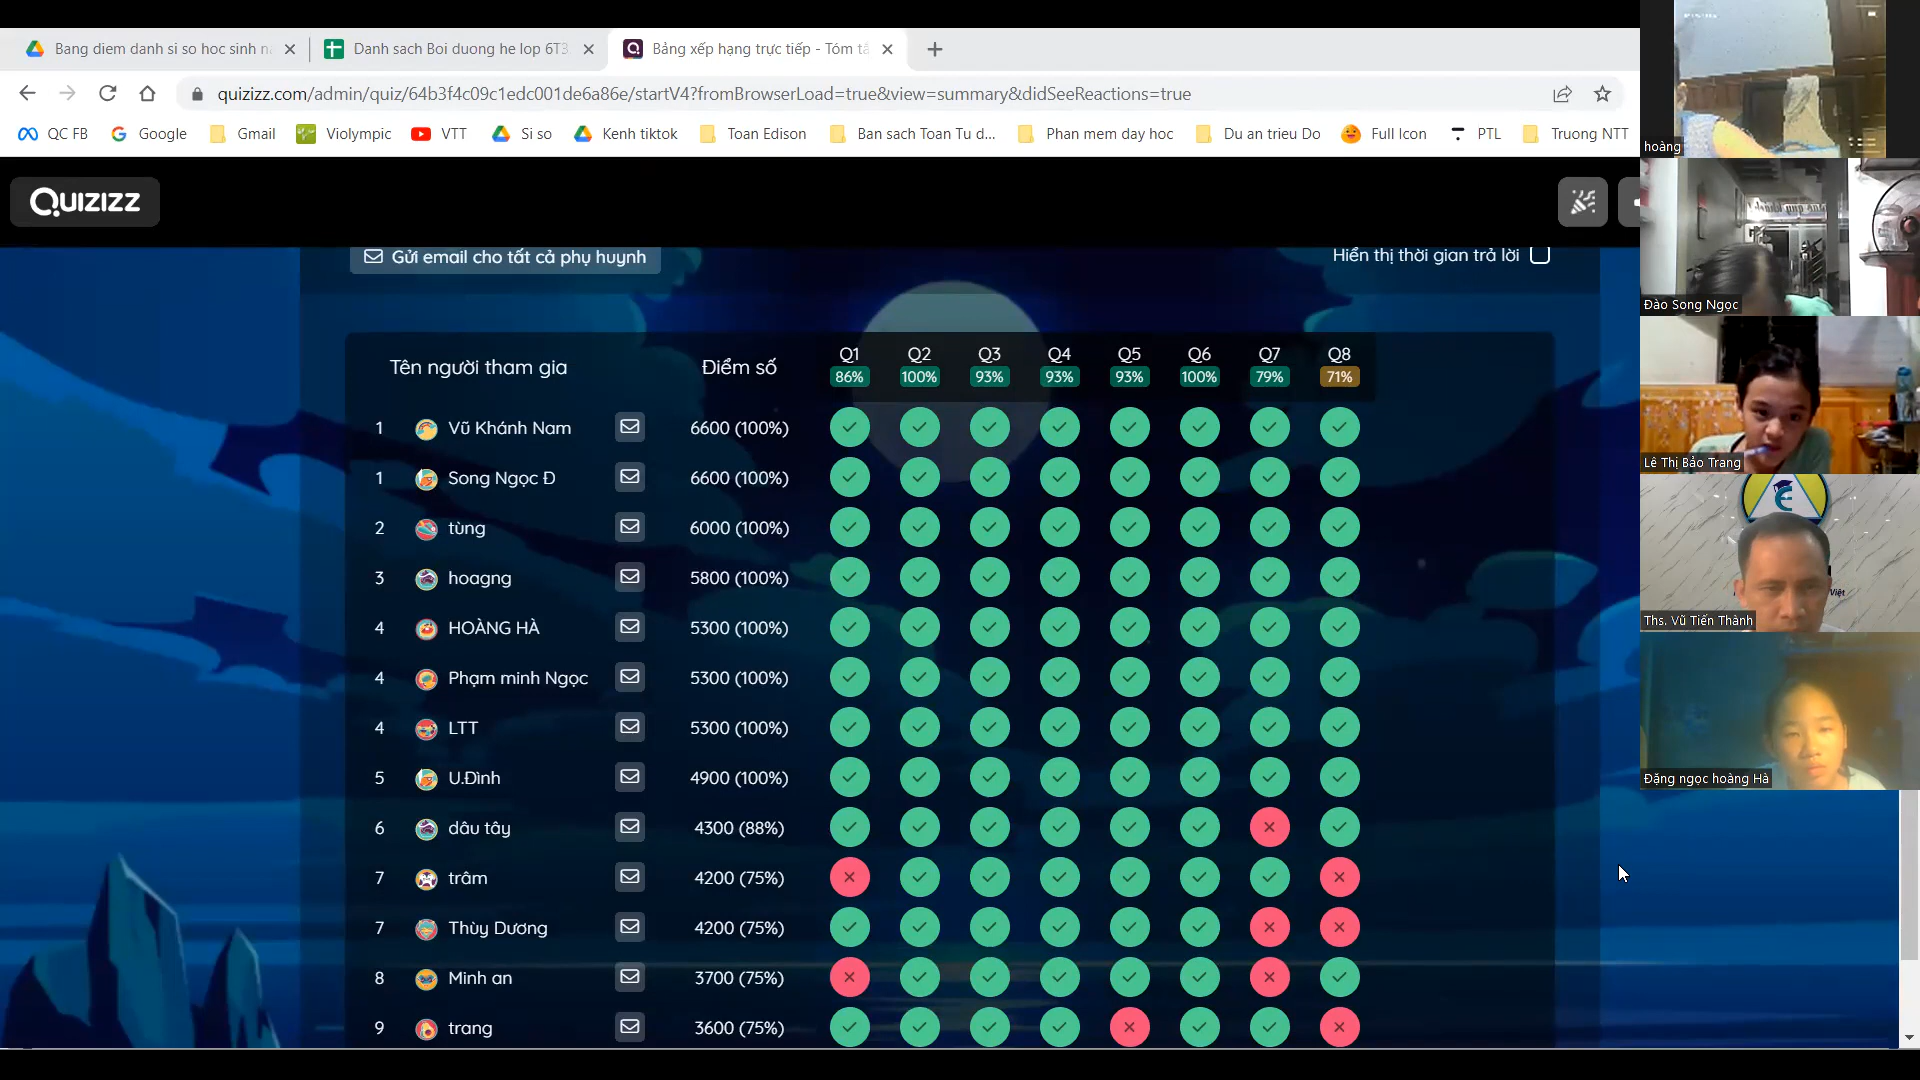 Bang diem danh si so hoc sinh n
Danh sach Boi duong he lop 6T3
Bảng xếp hạng trực tiếp - Tóm tắ
quizizz.com/admin/quiz/64b3f4c09c1edc001de6a86e/startV4?fromBrowserLoad=true&view=summary&didSeeReactions=true
QC FB Google Gmail Violympic VTT Si so Kenh tiktok Toan Edison Ban sach Toan Tu d... Phan mem day hoc Du an trieu Do Full Icon PTL Truong NTT
QUIZIZZ
Gửi email cho tất cả phụ huynh
Hiển thị thời gian trả lời
Tên người tham gia Điểm số Q1 Q2 Q3 Q4 Q5 Q6 Q7 Q8
86% 100% 93% 93% 93% 100% 79% 71%
1 Vũ Khánh Nam 6600 (100%)
1 Song Ngọc Đ 6600 (100%)
2 tùng 6000 (100%)
3 hoagng 5800 (100%)
4 HOÀNG HÀ 5300 (100%)
4 Phạm minh Ngọc 5300 (100%)
4 LTT 5300 (100%)
5 U.Đình 4900 (100%)
6 dâu tây 4300 (88%)
7 trâm 4200 (75%)
7 Thùy Dương 4200 (75%)
8 Minh an 3700 (75%)
9 trang 3600 (75%)
hoàng
Đào Song Ngọc
Lê Thị Bảo Trang
Việt
Ths. Vũ Tiến Thành
Đặng ngọc hoàng Hà